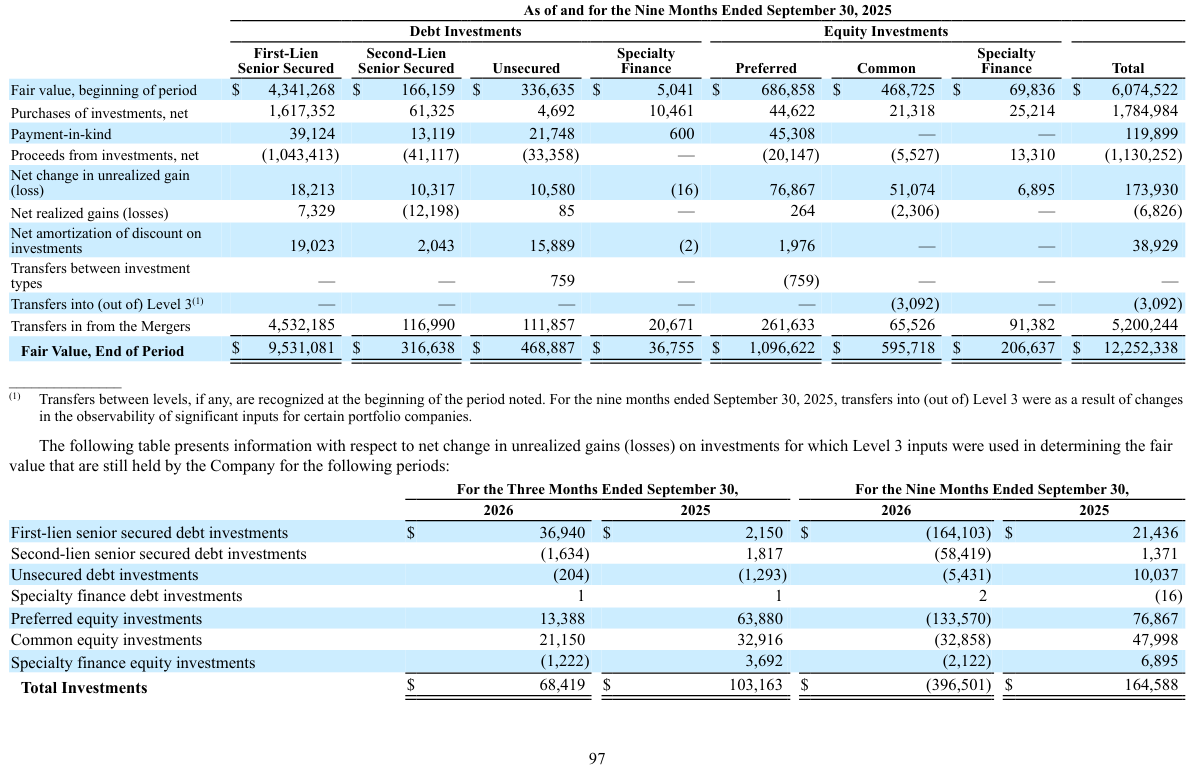 As of and for the Nine Months Ended September 30, 2025
Debt Investments Equity Investments
First-Lien Senior Secured Second-Lien Senior Secured Unsecured Specialty Finance Preferred Common Specialty Finance Total
Fair value, beginning of period $ 4,341,268 $ 166,159 $ 336,635 $ 5,041 $ 686,858 $ 468,725 $ 69,836 $ 6,074,522
Purchases of investments, net 1,617,352 61,325 4,692 10,461 44,622 21,318 25,214 1,784,984
Payment-in-kind 39,124 13,119 21,748 600 45,308 — — 119,899
Proceeds from investments, net (1,043,413) (41,117) (33,358) — (20,147) (5,527) 13,310 (1,130,252)
Net change in unrealized gain
(loss) 18,213 10,317 10,580 (16) 76,867 51,074 6,895 173,930
Net realized gains (losses) 7,329 (12,198) 85 — 264 (2,306) — (6,826)
Net amortization of discount on
investments 19,023 2,043 15,889 (2) 1,976 — — 38,929
Transfers between investment
types — — 759 — (759) — — —
Transfers into (out of) Level 3(1) — — — — — (3,092) — (3,092)
Transfers in from the Mergers 4,532,185 116,990 111,857 20,671 261,633 65,526 91,382 5,200,244
Fair Value, End of Period $ 9,531,081 $ 316,638 $ 468,887 $ 36,755 $ 1,096,622 $ 595,718 $ 206,637 $ 12,252,338
(1) Transfers between levels, if any, are recognized at the beginning of the period noted. For the nine months ended September 30, 2025, transfers into (out of) Level 3 were as a result of changes
in the observability of significant inputs for certain portfolio companies.
The following table presents information with respect to net change in unrealized gains (losses) on investments for which Level 3 inputs were used in determining the fair
value that are still held by the Company for the following periods:
For the Three Months Ended September 30, For the Nine Months Ended September 30,
2026 2025 2026 2025
First-lien senior secured debt investments $ 36,940 $ 2,150 $ (164,103) $ 21,436
Second-lien senior secured debt investments (1,634) 1,817 (58,419) 1,371
Unsecured debt investments (204) (1,293) (5,431) 10,037
Specialty finance debt investments 1 1 2 (16)
Preferred equity investments 13,388 63,880 (133,570) 76,867
Common equity investments 21,150 32,916 (32,858) 47,998
Specialty finance equity investments (1,222) 3,692 (2,122) 6,895
Total Investments $ 68,419 $ 103,163 $ (396,501) $ 164,588
97